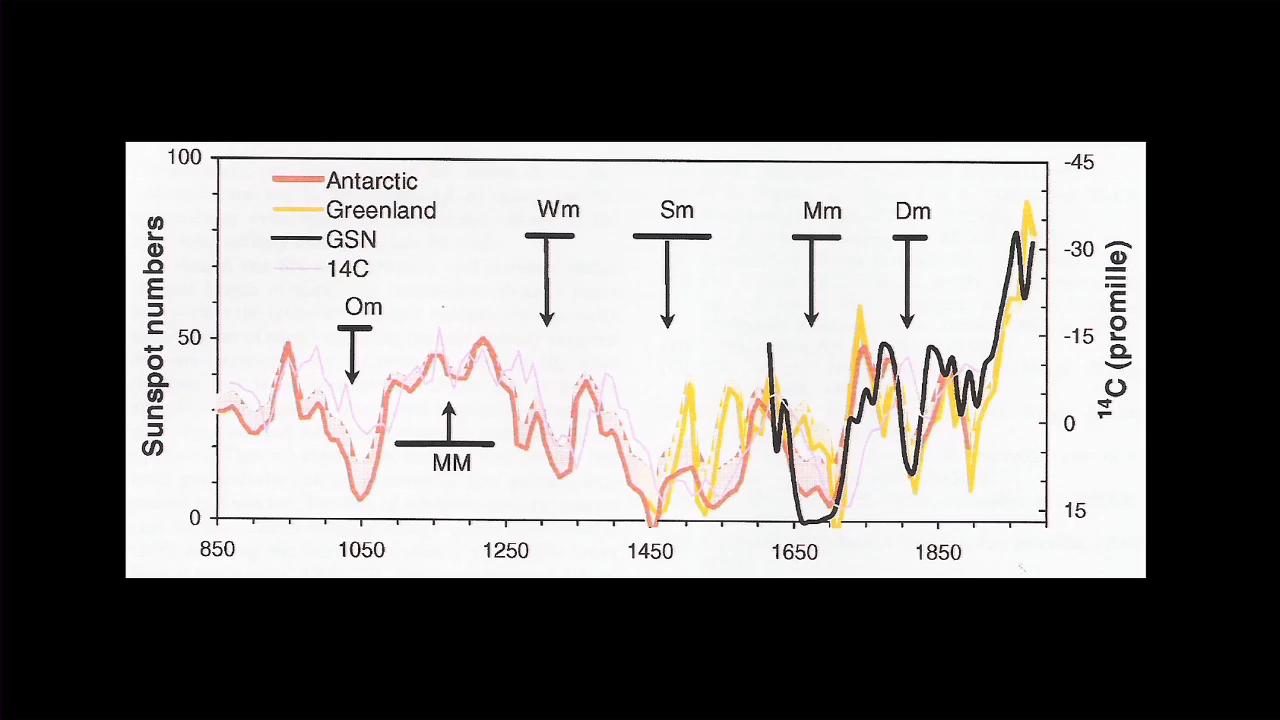 100
-45
Antarctic
Greenland
GSN
14C
Wm
Sm
Mm
Dm
-30
Om
50
-15
Sunspot numbers
¹⁴C (promille)
0
MM
0
15
850
1050
1250
1450
1650
1850